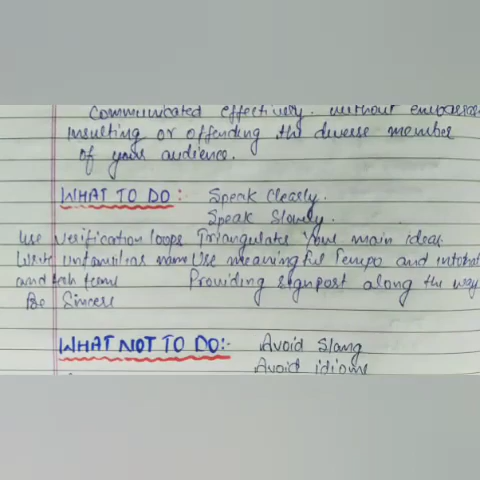 Communicated effectively. without embarrass
insulting or offending the diverse member
of your audience.
WHAT TO DO :- Speak Clearly.
Speak Slowly.
Use Verification loops Triangulate Your main ideas
Write unfamiliar name Use meaningful Tempo and
and tech terms Providing signpost along the way
Be Sincere
WHAT NOT TO DO:- Avoid Slang
Avoid idioms